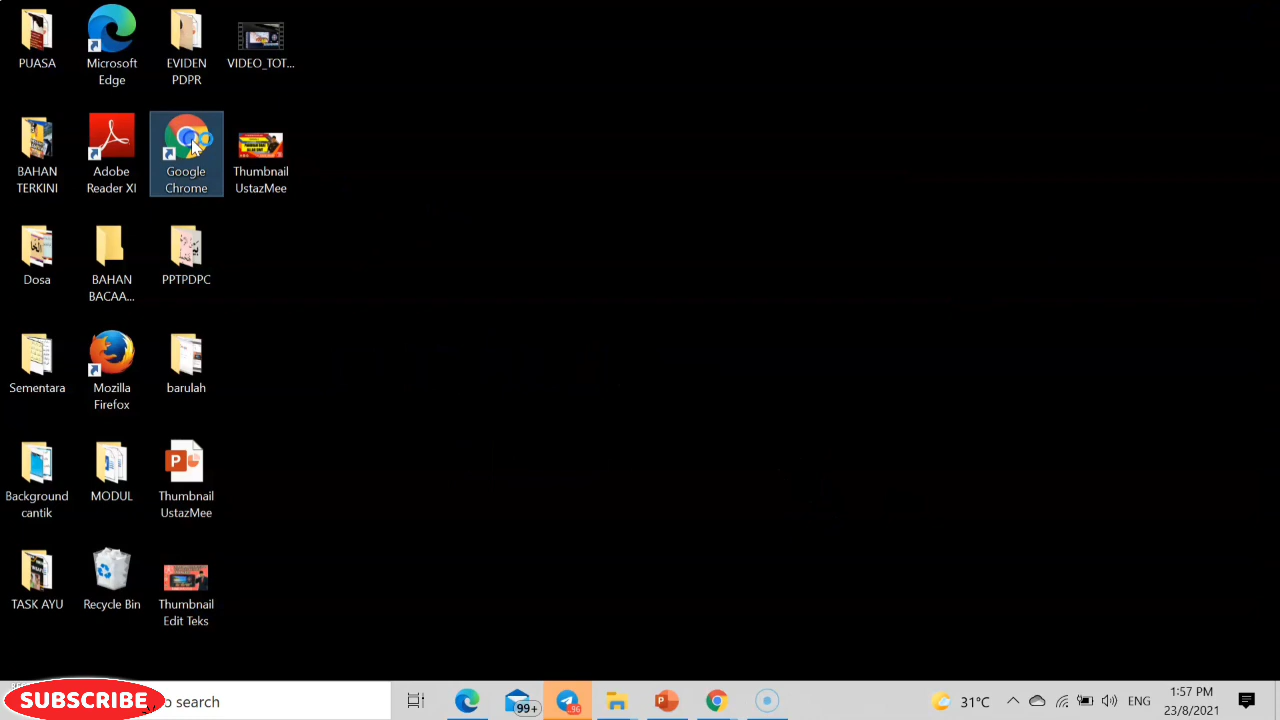 PUASA
Microsoft
Edge
EVIDEN
PDPR
VIDEO_TOT...
BAHAN
TERKINI
Adobe
Reader XI
Google
Chrome
Thumbnail
UstazMee
Dosa
BAHAN
BACAA...
PPTPDPC
Sementara
Mozilla
Firefox
barulah
Background
cantik
MODUL
Thumbnail
UstazMee
TASK AYU
Recycle Bin
Thumbnail
Edit Teks
SUBSCRIBE
to search
99+
96
31°C
ENG
1:57 PM
23/8/2021